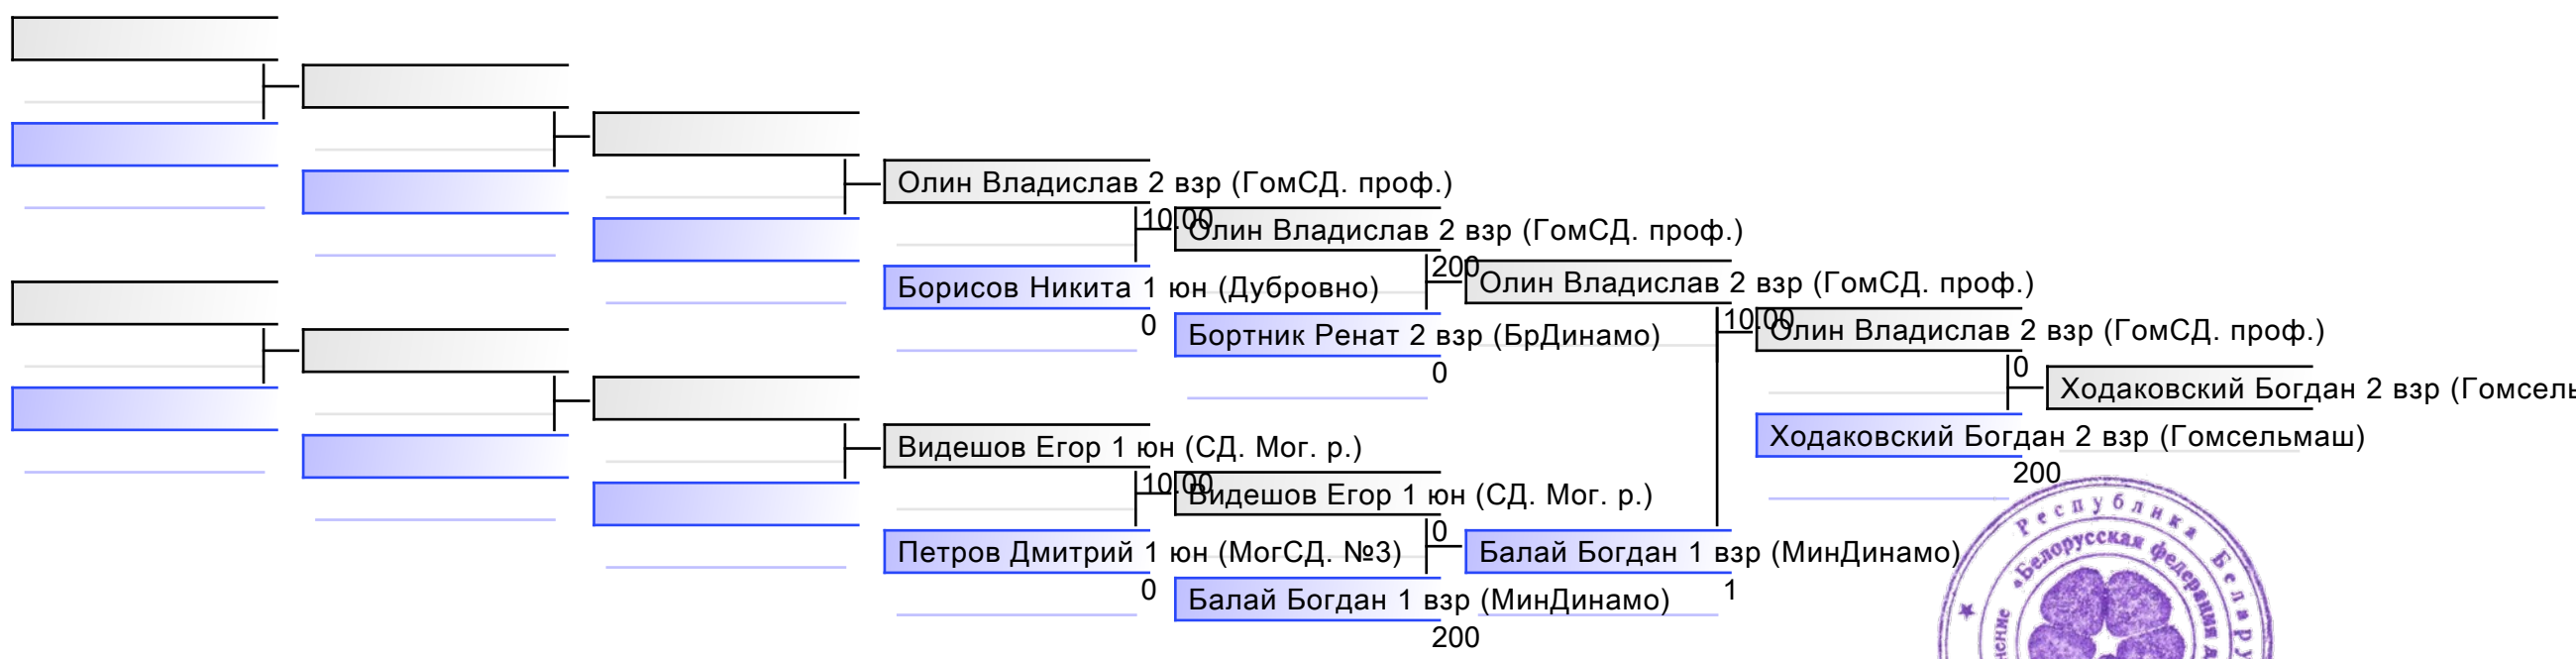 Олин Владислав 2 взр (ГомСД. проф.)
10.00
Олин Владислав 2 взр (ГомСД. проф.)
Борисов Никита 1 юн (Дубровно)
0
200
Олин Владислав 2 взр (ГомСД. проф.)
Бортник Ренат 2 взр (БрДинамо)
0
10.00
Олин Владислав 2 взр (ГомСД. проф.)
0
Ходаковский Богдан 2 взр (Гомсель
Ходаковский Богдан 2 взр (Гомсельмаш)
200
Видешов Егор 1 юн (СД. Мог. р.)
10.00
Видешов Егор 1 юн (СД. Мог. р.)
Петров Дмитрий 1 юн (МогСД. №3)
0
0
Балай Богдан 1 взр (МинДинамо)
1
Балай Богдан 1 взр (МинДинамо)
200
Республика Белару
«Белорусская федерация д